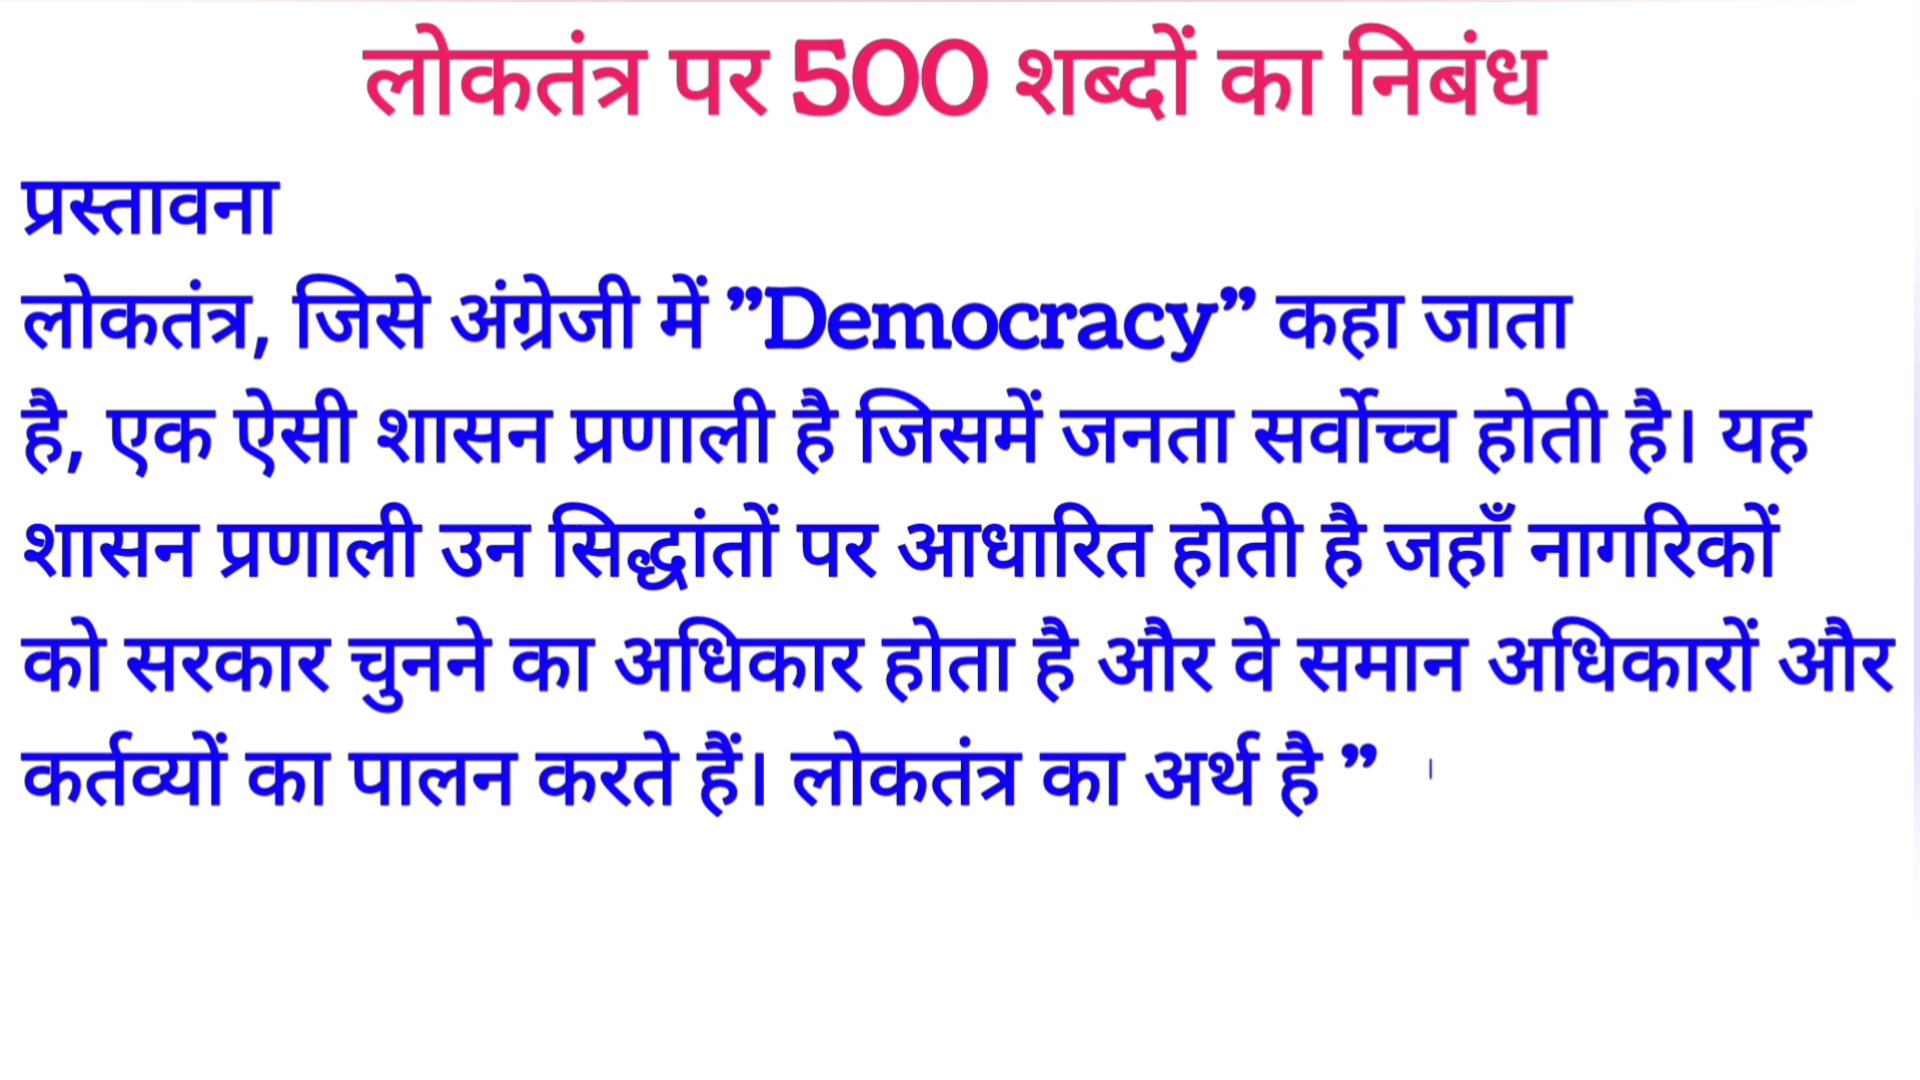 लोकतंत्र पर 500 शब्दों का निबंध
प्रस्तावना
लोकतंत्र, जिसे अंग्रेजी में ”Democracy” कहा जाता
है, एक ऐसी शासन प्रणाली है जिसमें जनता सर्वोच्च होती है। यह
शासन प्रणाली उन सिद्धांतों पर आधारित होती है जहाँ नागरिकों
को सरकार चुनने का अधिकार होता है और वे समान अधिकारों और
कर्तव्यों का पालन करते हैं। लोकतंत्र का अर्थ है ”